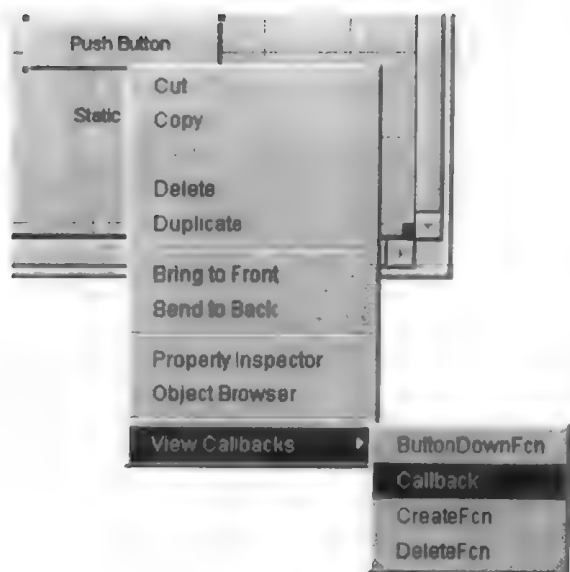 Push Button
Static
Cut
Copy
Delete
Duplicate
Bring to Front
Send to Back
Property Inspector
Object Browser
View Callbacks
ButtonDownFcn
Callback
CreateFcn
DeleteFcn